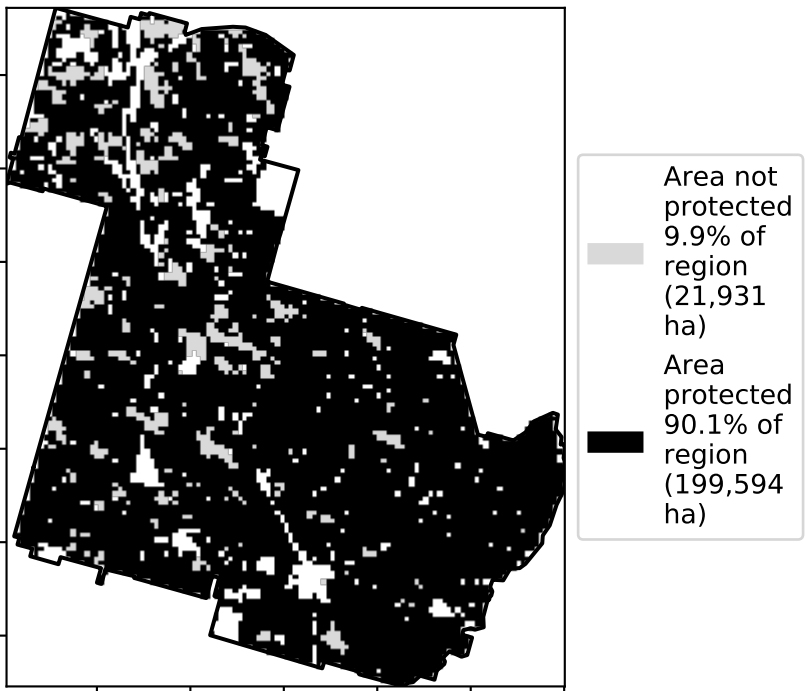 Area not
protected
9.9% of
region
(21,931
ha)
Area
protected
90.1% of
region
(199,594
ha)